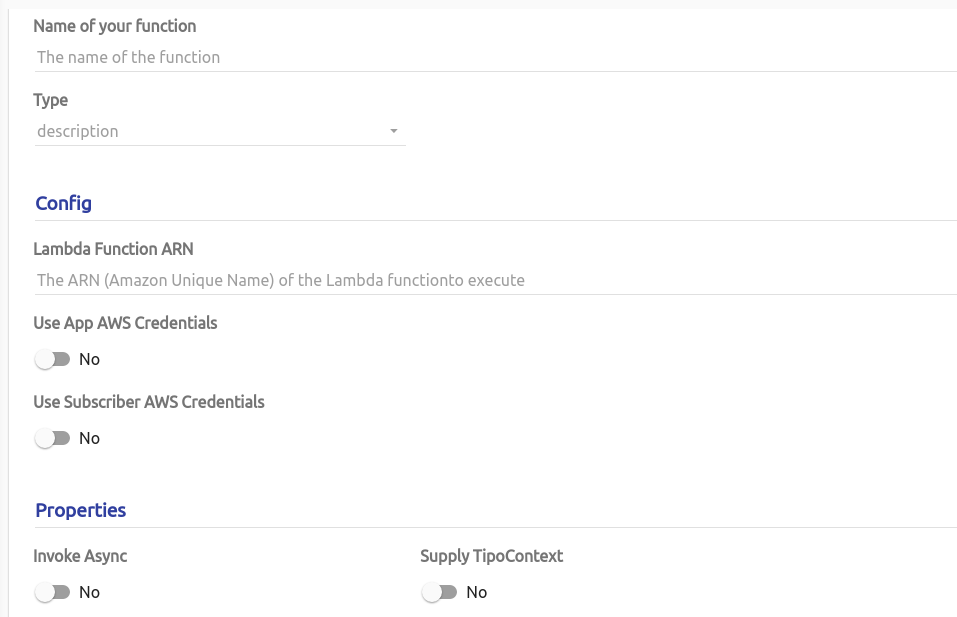 Name of your function
The name of the function
Type
description
Config
Lambda Function ARN
The ARN (Amazon Unique Name) of the Lambda functionto execute
Use App AWS Credentials
No
Use Subscriber AWS Credentials
No
Properties
Invoke Async
Supply TipoContext
No
No